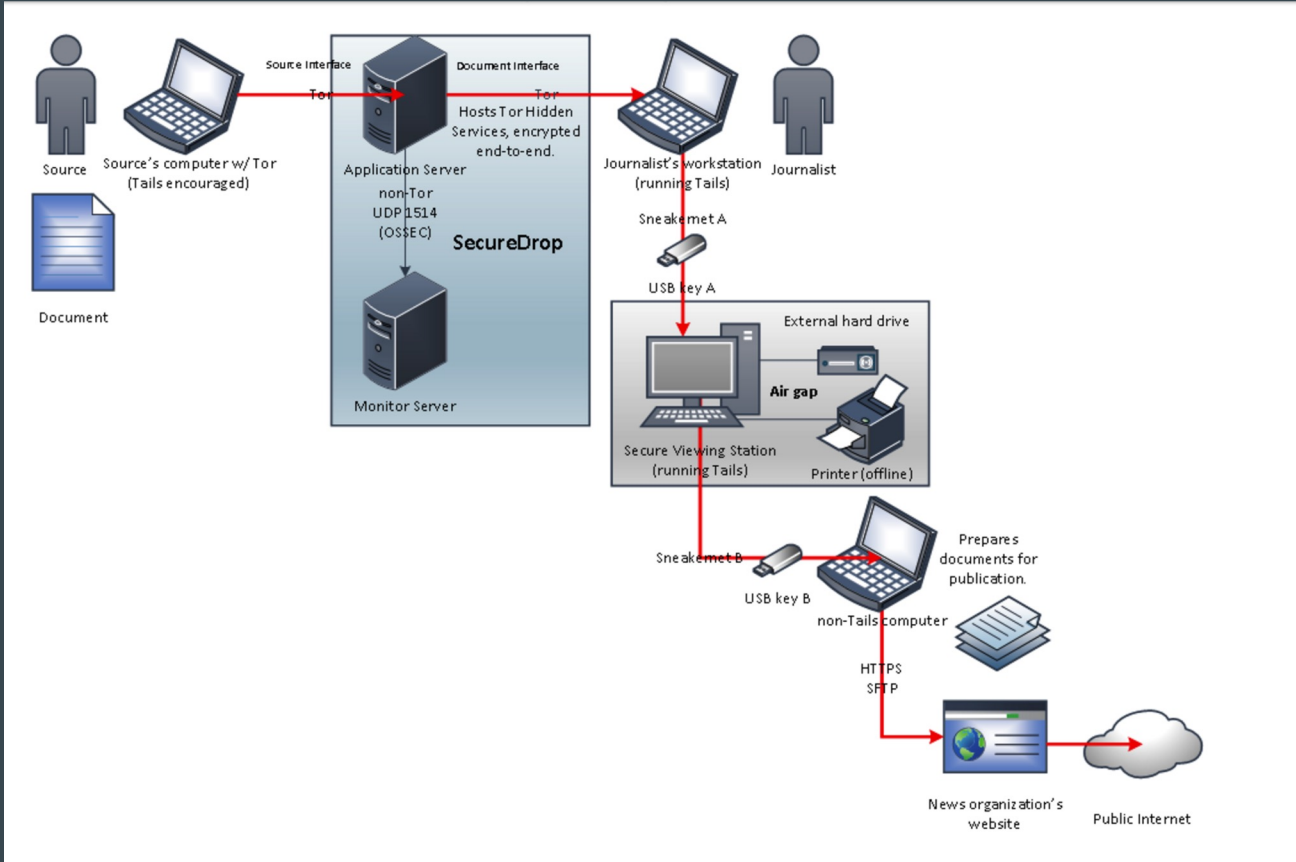 Source Interface
Tor
Document Interface
Tor
Hosts Tor Hidden
Services, encrypted
end-to-end.
Source
Source's computer w/ Tor
(Tails encouraged)
Application Server
Journalist's workstation
(running Tails)
Journalist
non-Tor
UDP 1514
(OSSEC)
SecureDrop
Sneakernet A
USB key A
Document
External hard drive
Air gap
Monitor Server
Secure Viewing Station
(running Tails)
Printer (offline)
Sneakernet B
USB key B
Prepares
documents for
publication.
non-Tails computer
HTTPS
SFTP
News organization's
website
Public Internet